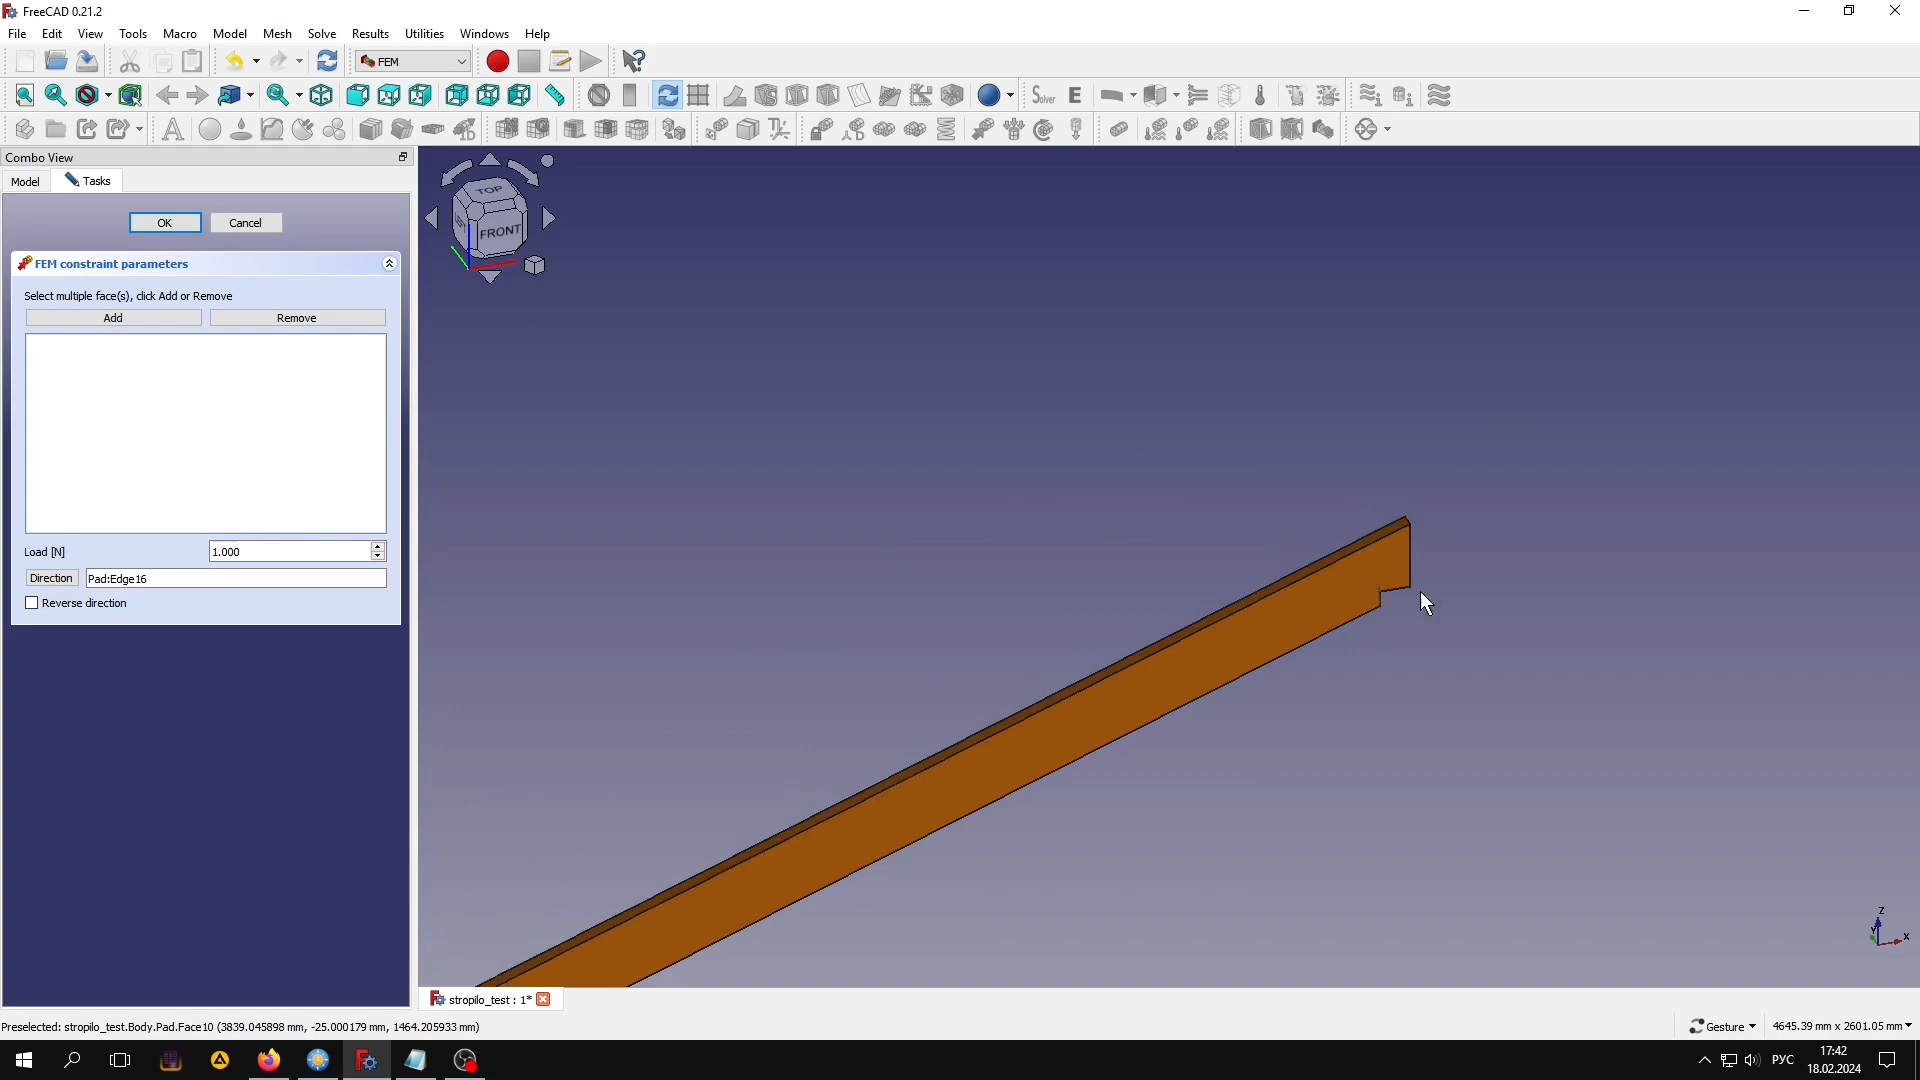 FreeCAD 0.21.2
File Edit View Tools Macro Model Mesh Solve Results Utilities Windows Help
FEM
Solver E
A
Combo View
Model Tasks
OK Cancel
FEM constraint parameters
Select multiple face(s), click Add or Remove
Add Remove
Load [N] 1.000
Direction Pad:Edge16
Reverse direction
TOP
FRONT
Z
Y
X
stropilo_test : 1*
Preselected: stropilo_test.Body.Pad.Face10 (3839.045898 mm, -25.000179 mm, 1464.205933 mm)
Gesture 4645.39 mm x 2601.05 mm
РУС
17:42
18.02.2024